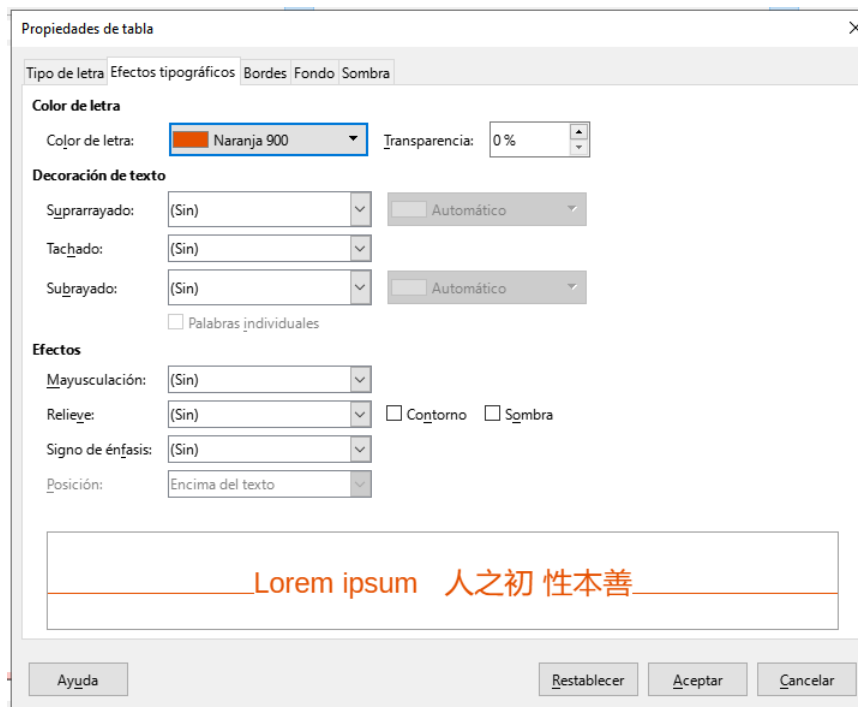 Propiedades de tabla
Tipo de letra Efectos tipográficos Bordes Fondo Sombra
Color de letra
Color de letra: Naranja 900 Transparencia: 0 %
Decoración de texto
Suprarrayado: (Sin) Automático
Tachado: (Sin)
Subrayado: (Sin) Automático
Palabras individuales
Efectos
Mayusculación: (Sin)
Relieve: (Sin) Contorno Sombra
Signo de énfasis: (Sin)
Posición: Encima del texto
Lorem ipsum 人之初 性本善
Ayuda Restablecer Aceptar Cancelar